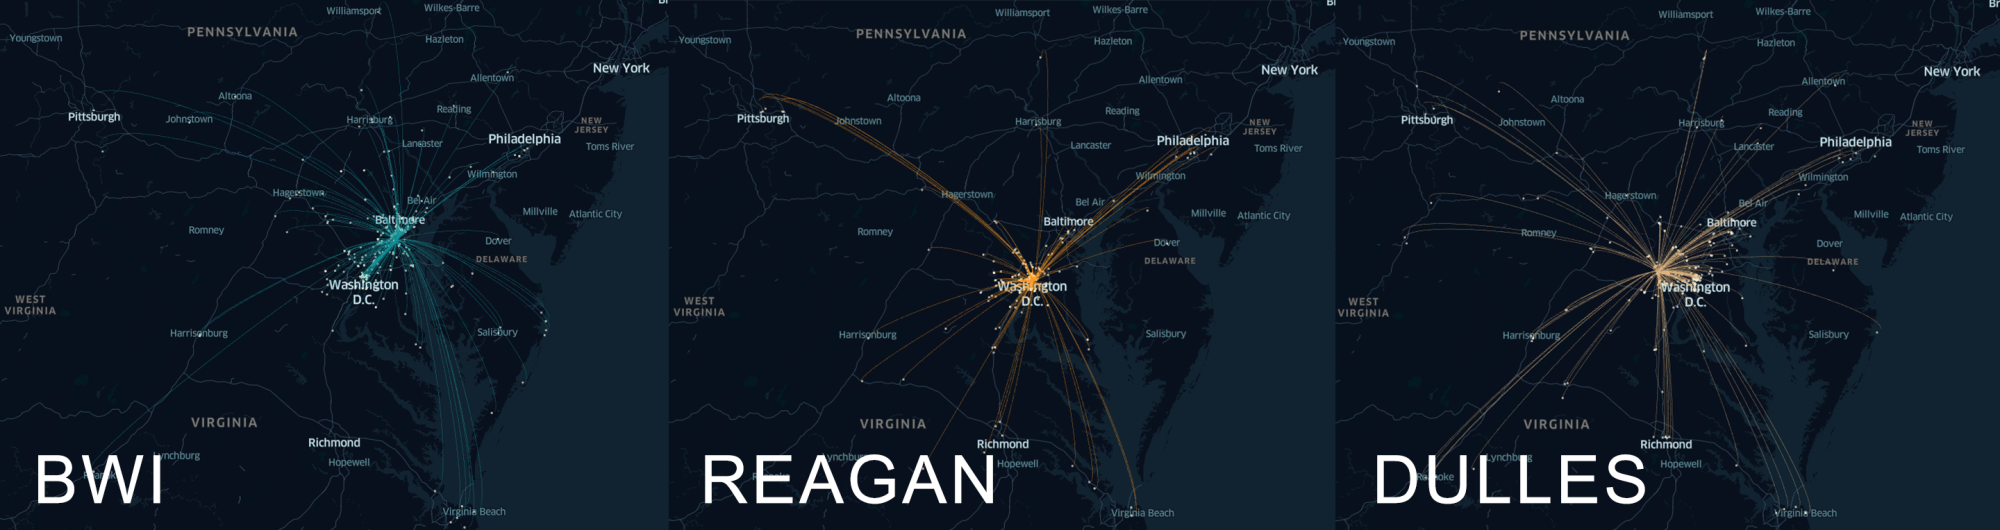 Williamsport
Wilkes-Barre
PENNSYLVANIA
Youngstown
Hazleton
New York
Allentown
Altoona
Reading
Pittsburgh
Johnstown
Harrisburg
NEW
JERSEY
Philadelphia
Lancaster
Toms River
Wilmington
Hagerstown
Bel Air
Baltimore
Millville
Atlantic City
Romney
Dover
DELAWARE
Washington
D.C.
WEST
VIRGINIA
Harrisonburg
Salisbury
VIRGINIA
Richmond
Lynchburg
Hopewell
BWI
Virginia Beach
Williamsport
Wilkes-Barre
PENNSYLVANIA
Youngstown
Hazleton
New York
Allentown
Altoona
Reading
Pittsburgh
Johnstown
Harrisburg
NEW
JERSEY
Philadelphia
Lancaster
Toms River
Wilmington
Hagerstown
Bel Air
Baltimore
Millville
Atlantic City
Romney
Dover
DELAWARE
Washington
D.C.
WEST
VIRGINIA
Harrisonburg
Salisbury
VIRGINIA
Richmond
Lynchburg
Hopewell
REAGAN
Virginia Beach
Williamsport
Wilkes-Barre
PENNSYLVANIA
Youngstown
Hazleton
New York
Allentown
Altoona
Reading
Pittsburgh
Johnstown
Harrisburg
NEW
JERSEY
Philadelphia
Lancaster
Toms River
Wilmington
Hagerstown
Bel Air
Baltimore
Millville
Atlantic City
Romney
Dover
DELAWARE
Washington
D.C.
WEST
VIRGINIA
Harrisonburg
Salisbury
VIRGINIA
Richmond
Lynchburg
Hopewell
Roanoke
DULLES
Virginia Beach